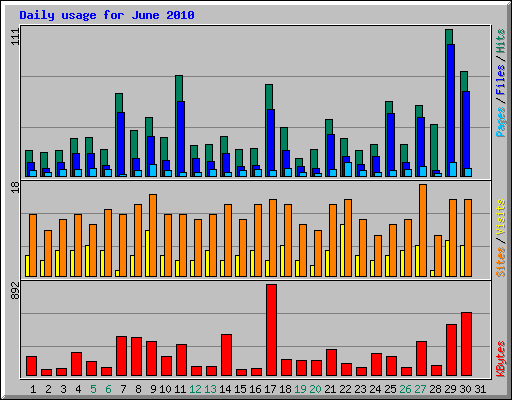 Daily usage for June 2010
111
Pages / Files / Hits
18
Sites / Visits
892
KBytes
1 2 3 4 5 6 7 8 9 10 11 12 13 14 15 16 17 18 19 20 21 22 23 24 25 26 27 28 29 30 31